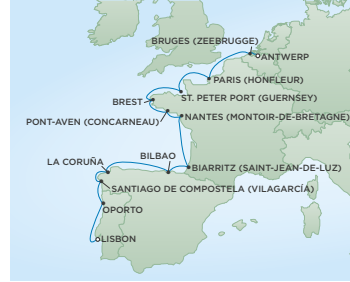 BRUGES (ZEEBRUGGE)
ANTWERP
PARIS (HONFLEUR)
ST. PETER PORT (GUERNSEY)
BREST
NANTES (MONTOIR-DE-BRETAGNE)
PONT-AVEN (CONCARNEAU)
BILBAO
LA CORUÑA
BIARRITZ (SAINT-JEAN-DE-LUZ)
SANTIAGO DE COMPOSTELA (VILAGARCÍA)
OPORTO
LISBON